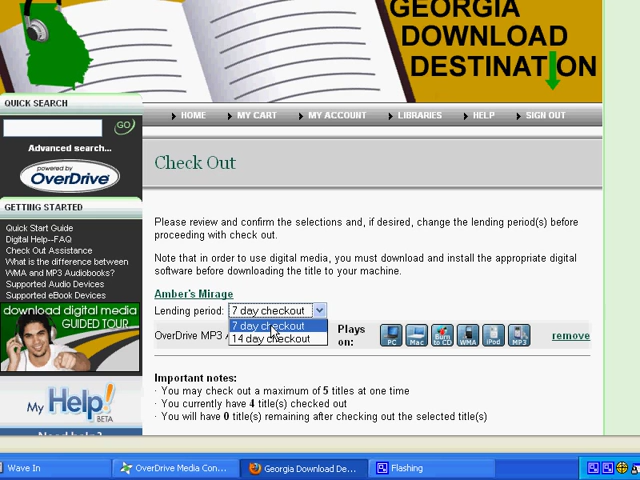 GEORGIA
DOWNLOAD
DESTINATION
QUICK SEARCH
GO
Advanced search...
powered by
OverDrive
GETTING STARTED
Quick Start Guide
Digital Help--FAQ
Check Out Assistance
What is the difference between
WMA and MP3 Audiobooks?
Supported Audio Devices
Supported eBook Devices
download digital media
GUIDED TOUR
My Help!
BETA
Need help?
HOME MY CART MY ACCOUNT LIBRARIES HELP SIGN OUT
Check Out
Please review and confirm the selections and, if desired, change the lending period(s) before
proceeding with check out.
Note that in order to use digital media, you must download and install the appropriate digital
software before downloading the title to your machine.
Amber's Mirage
Lending period: 7 day checkout
7 day checkout
14 day checkout
OverDrive MP3 Plays
on: PC Mac Burn to CD WMA iPod MP3 remove
Important notes:
· You may check out a maximum of 5 titles at one time
· You currently have 4 title(s) checked out
· You will have 0 title(s) remaining after checking out the selected title(s)
Wave In OverDrive Media Con... Georgia Download De... Flashing